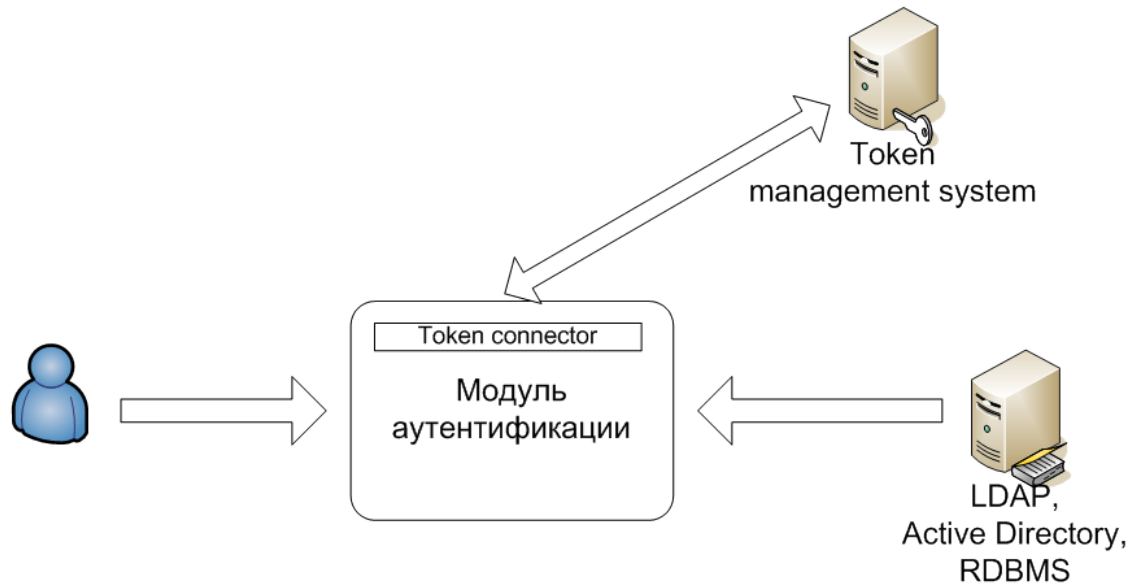 Token
management system
Token connector
Модуль
аутентификации
LDAP,
Active Directory,
RDBMS